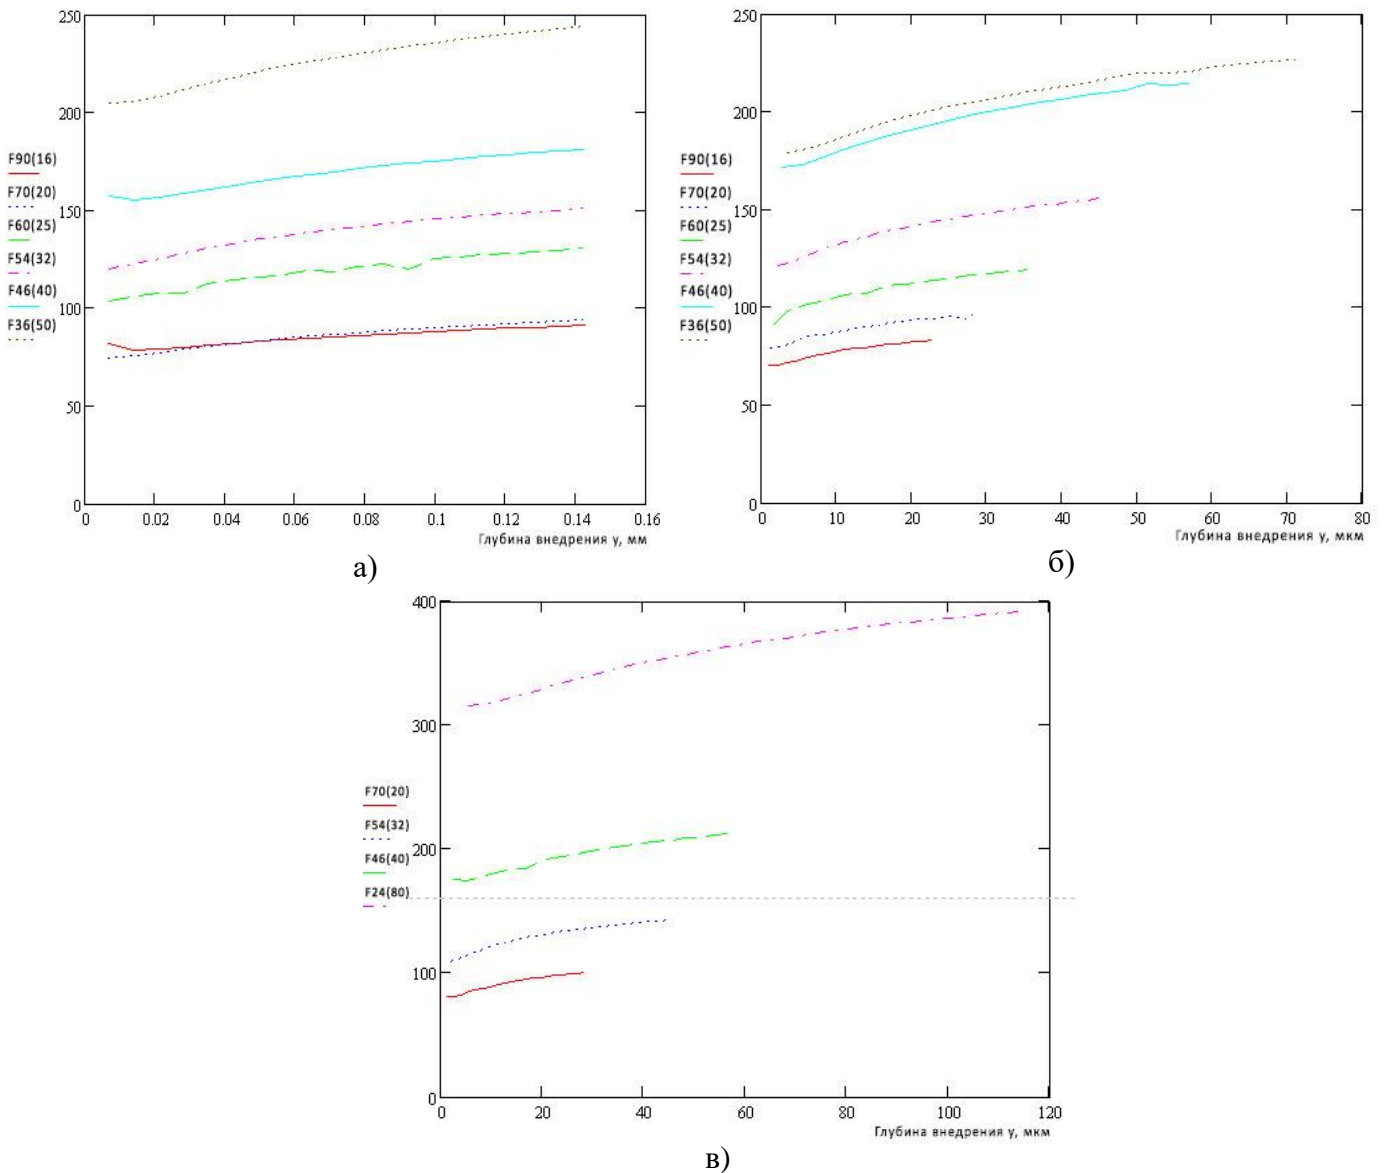 250
200
150
100
50
0
F90(16)
F70(20)
F60(25)
F54(32)
F46(40)
F36(50)
0 0.02 0.04 0.06 0.08 0.1 0.12 0.14 0.16
Глубина внедрения y, мм
а)
250
200
150
100
50
0
F90(16)
F70(20)
F60(25)
F54(32)
F46(40)
F36(50)
0 10 20 30 40 50 60 70 80
Глубина внедрения y, мкм
б)
400
300
200
100
0
F70(20)
F54(32)
F46(40)
F24(80)
0 20 40 60 80 100 120
Глубина внедрения y, мкм
в)